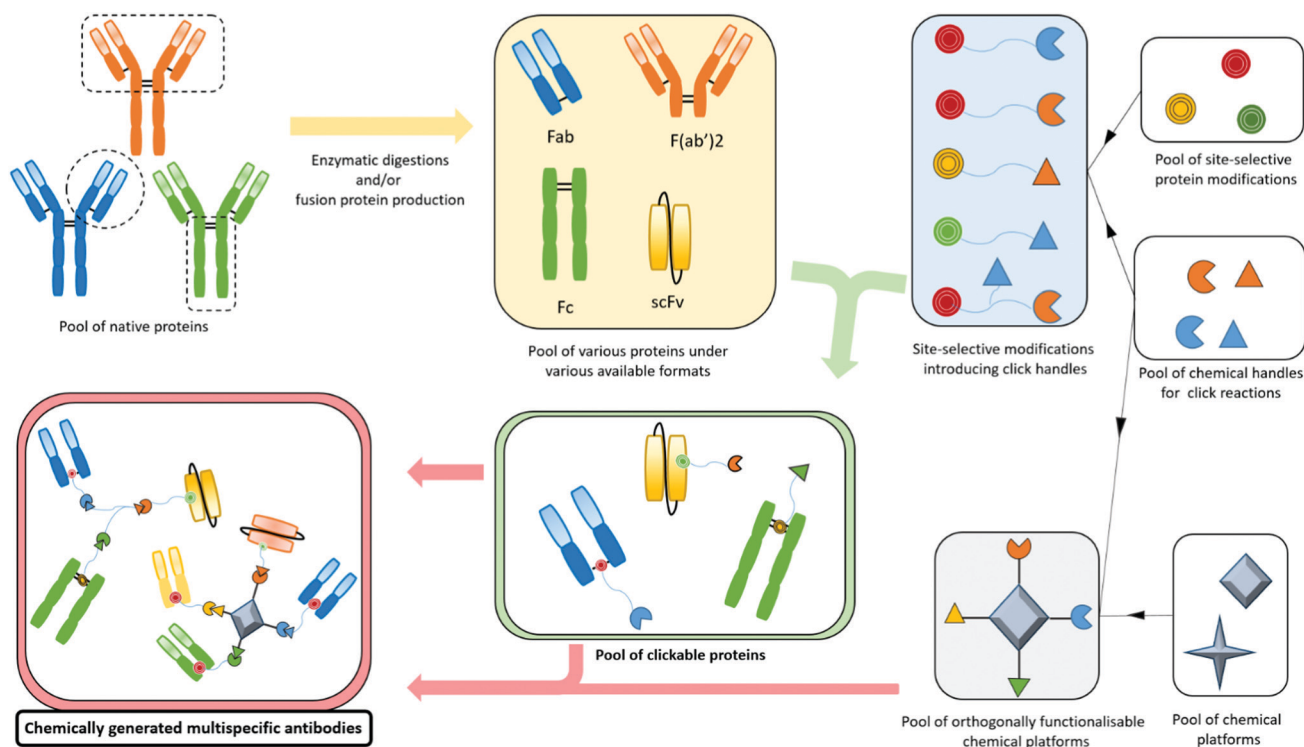 Pool of native proteins
Enzymatic digestions
and/or
fusion protein production
Fab
F(ab’)2
Fc
scFv
Pool of various proteins under
various available formats
Site-selective modifications
introducing click handles
Pool of site-selective
protein modifications
Pool of chemical handles
for click reactions
Chemically generated multispecific antibodies
Pool of clickable proteins
Pool of orthogonally functionalisable
chemical platforms
Pool of chemical
platforms